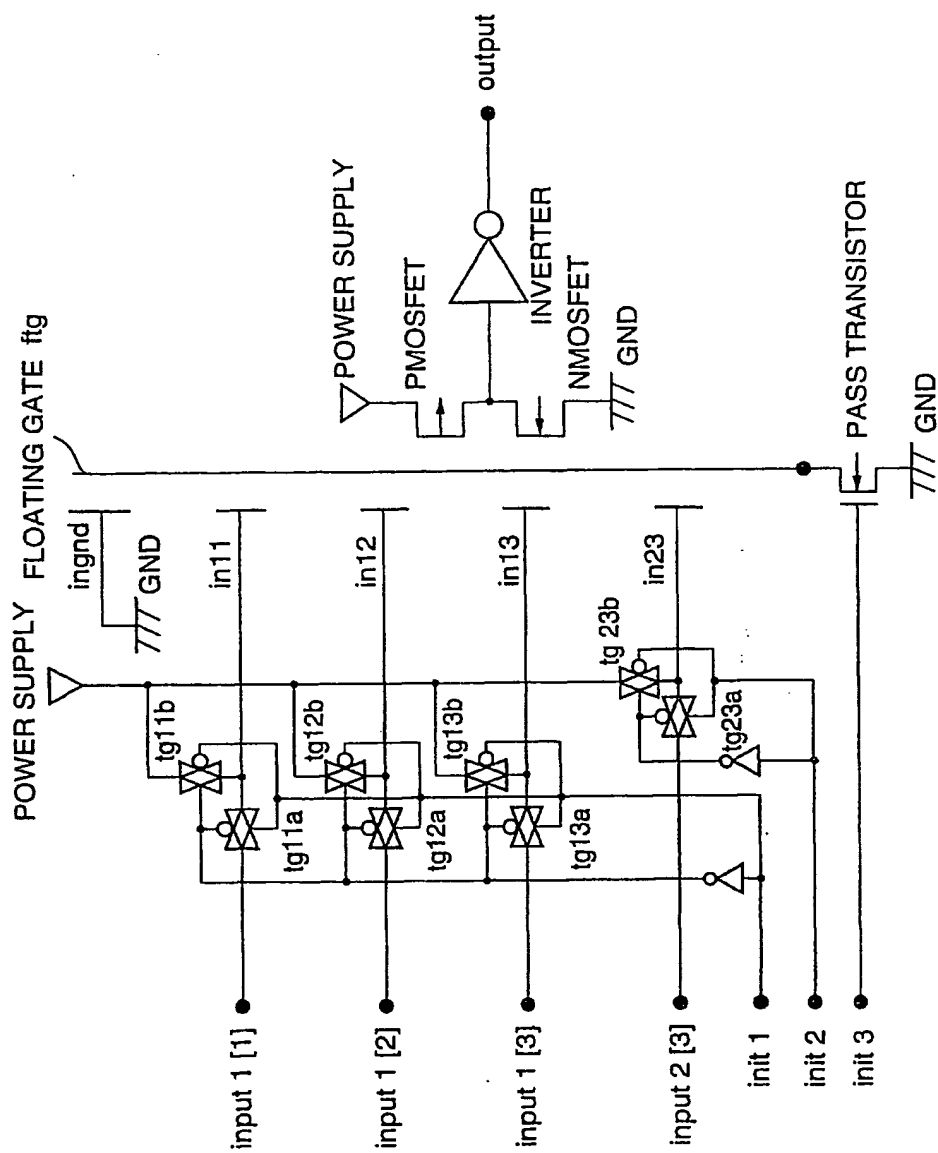 POWER SUPPLY
FLOATING GATE ftg
ingnd
GND
tg11b
in11
tg11a
input 1 [1]
tg12b
in12
tg12a
input 1 [2]
tg13b
in13
tg13a
input 1 [3]
tg 23b
in23
tg23a
input 2 [3]
init 1
init 2
init 3
POWER SUPPLY
PMOSFET
output
INVERTER
NMOSFET
GND
PASS TRANSISTOR
GND